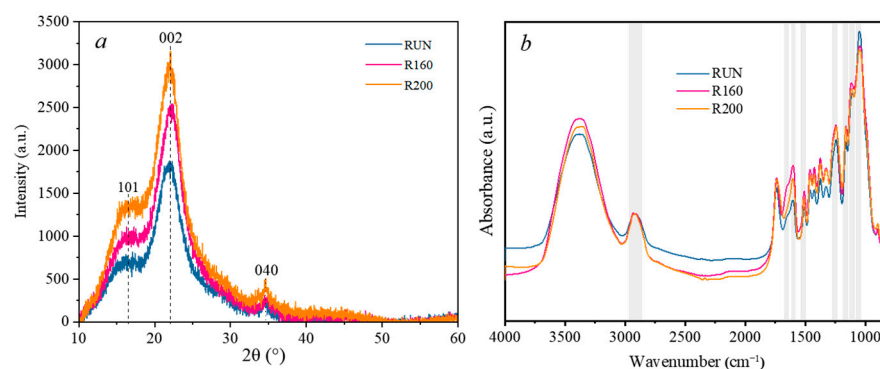 a
002
101
040
RUN
R160
R200
3500
3000
2500
2000
1500
1000
500
0
10
20
30
40
50
60
Intensity (a.u.)
2θ (°)
b
RUN
R160
R200
Absorbance (a.u.)
4000
3500
3000
2500
2000
1500
1000
Wavenumber (cm⁻¹)